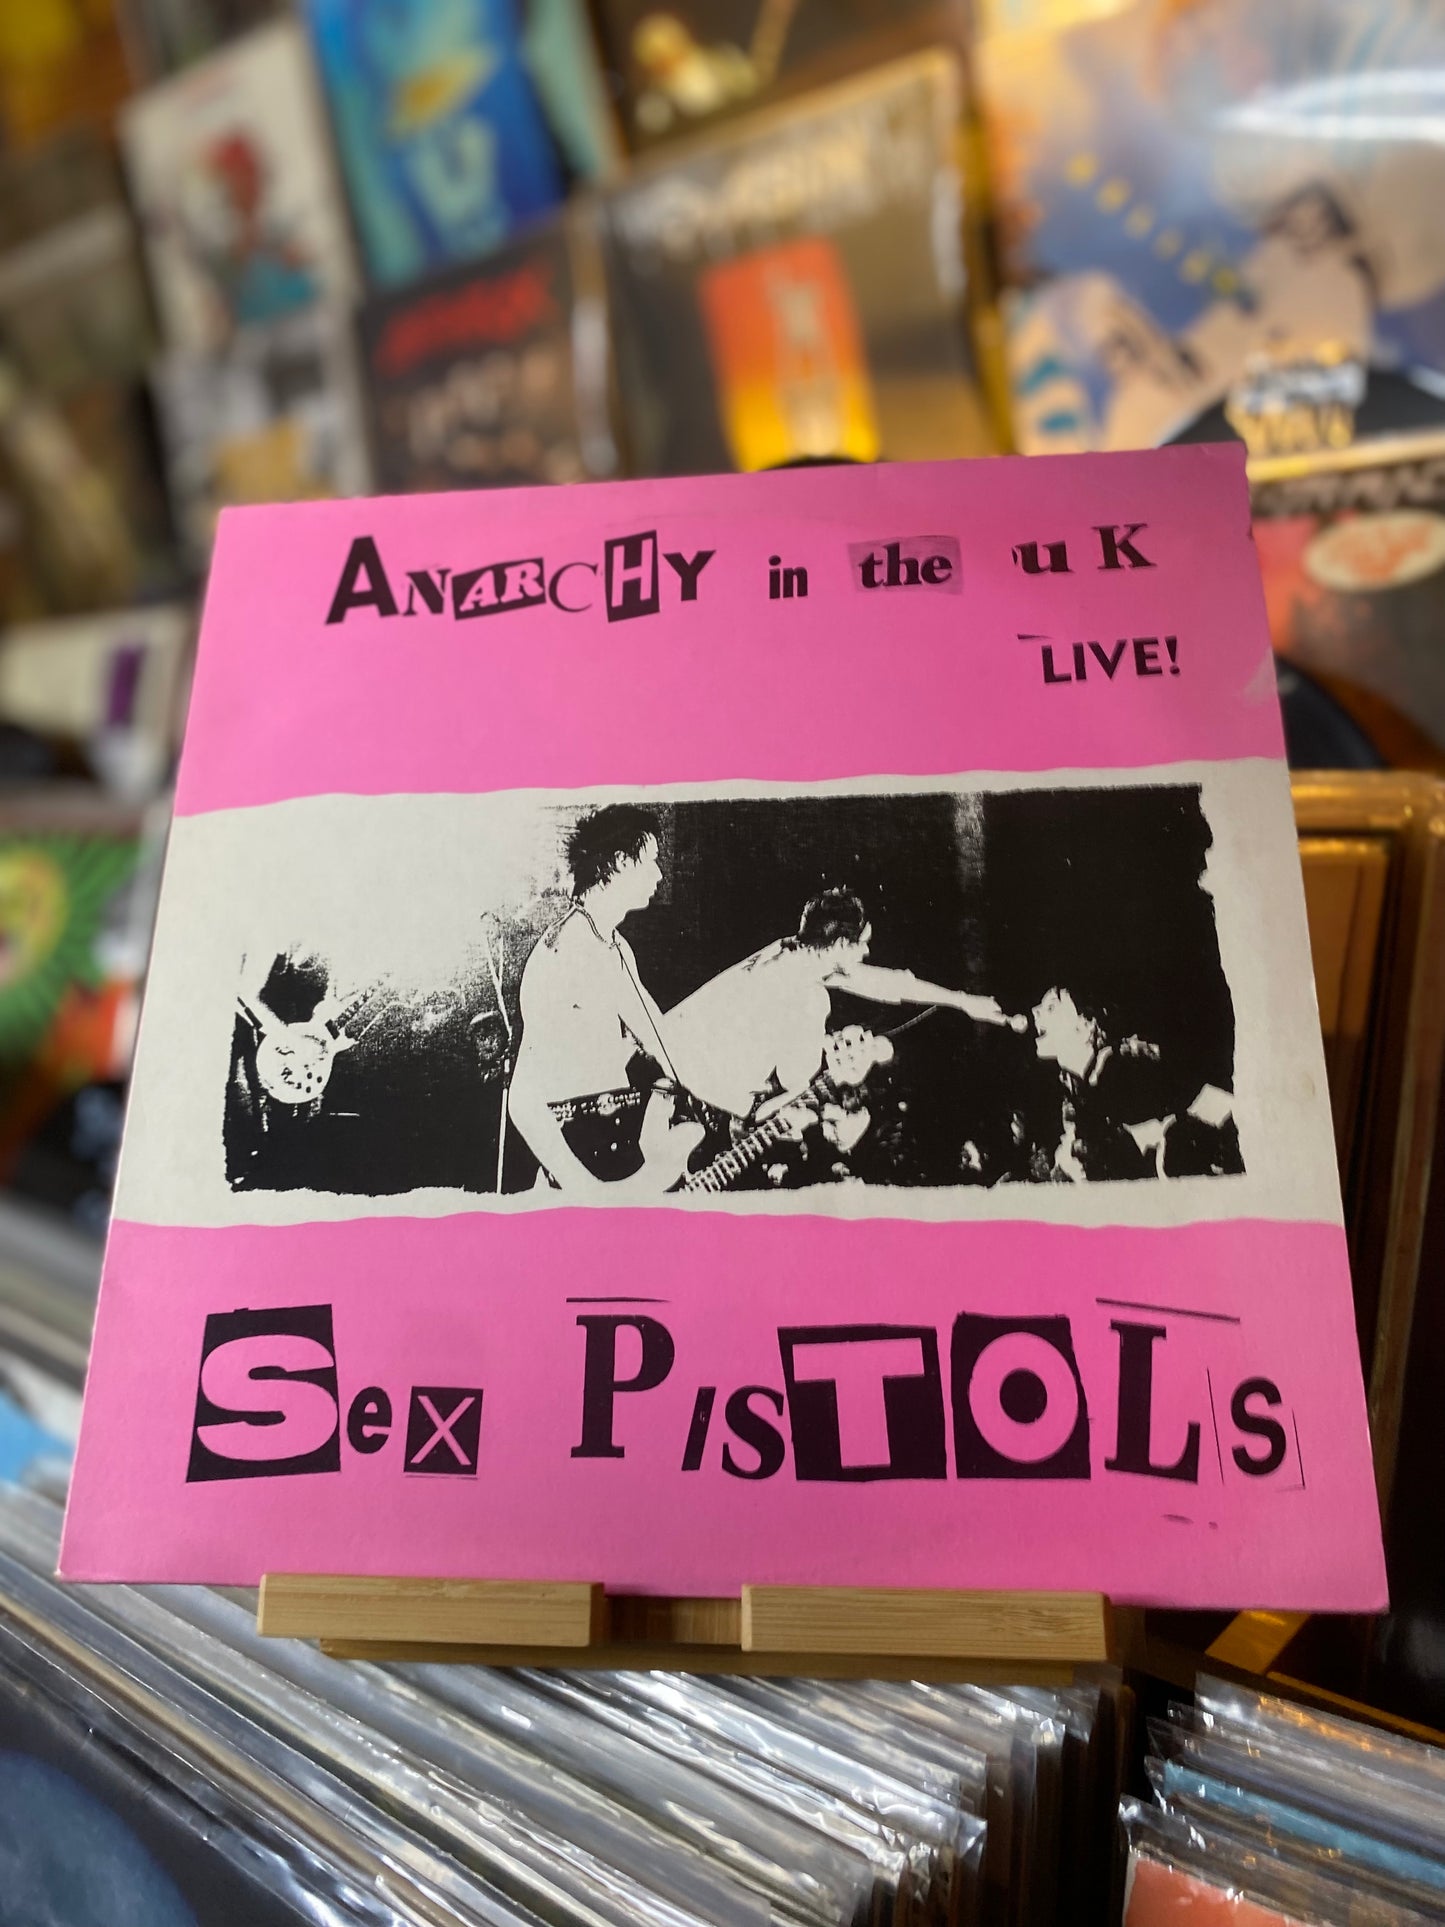 ANARCHY in the UK
LIVE!
Sex PISTOLS